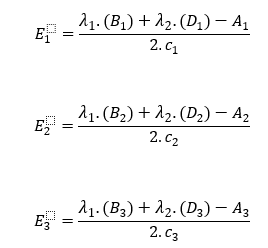 E₁⬚ = (λ₁.(B₁) + λ₂.(D₁) − A₁) / (2.c₁)
E₂⬚ = (λ₁.(B₂) + λ₂.(D₂) − A₂) / (2.c₂)
E₃⬚ = (λ₁.(B₃) + λ₂.(D₃) − A₃) / (2.c₃)